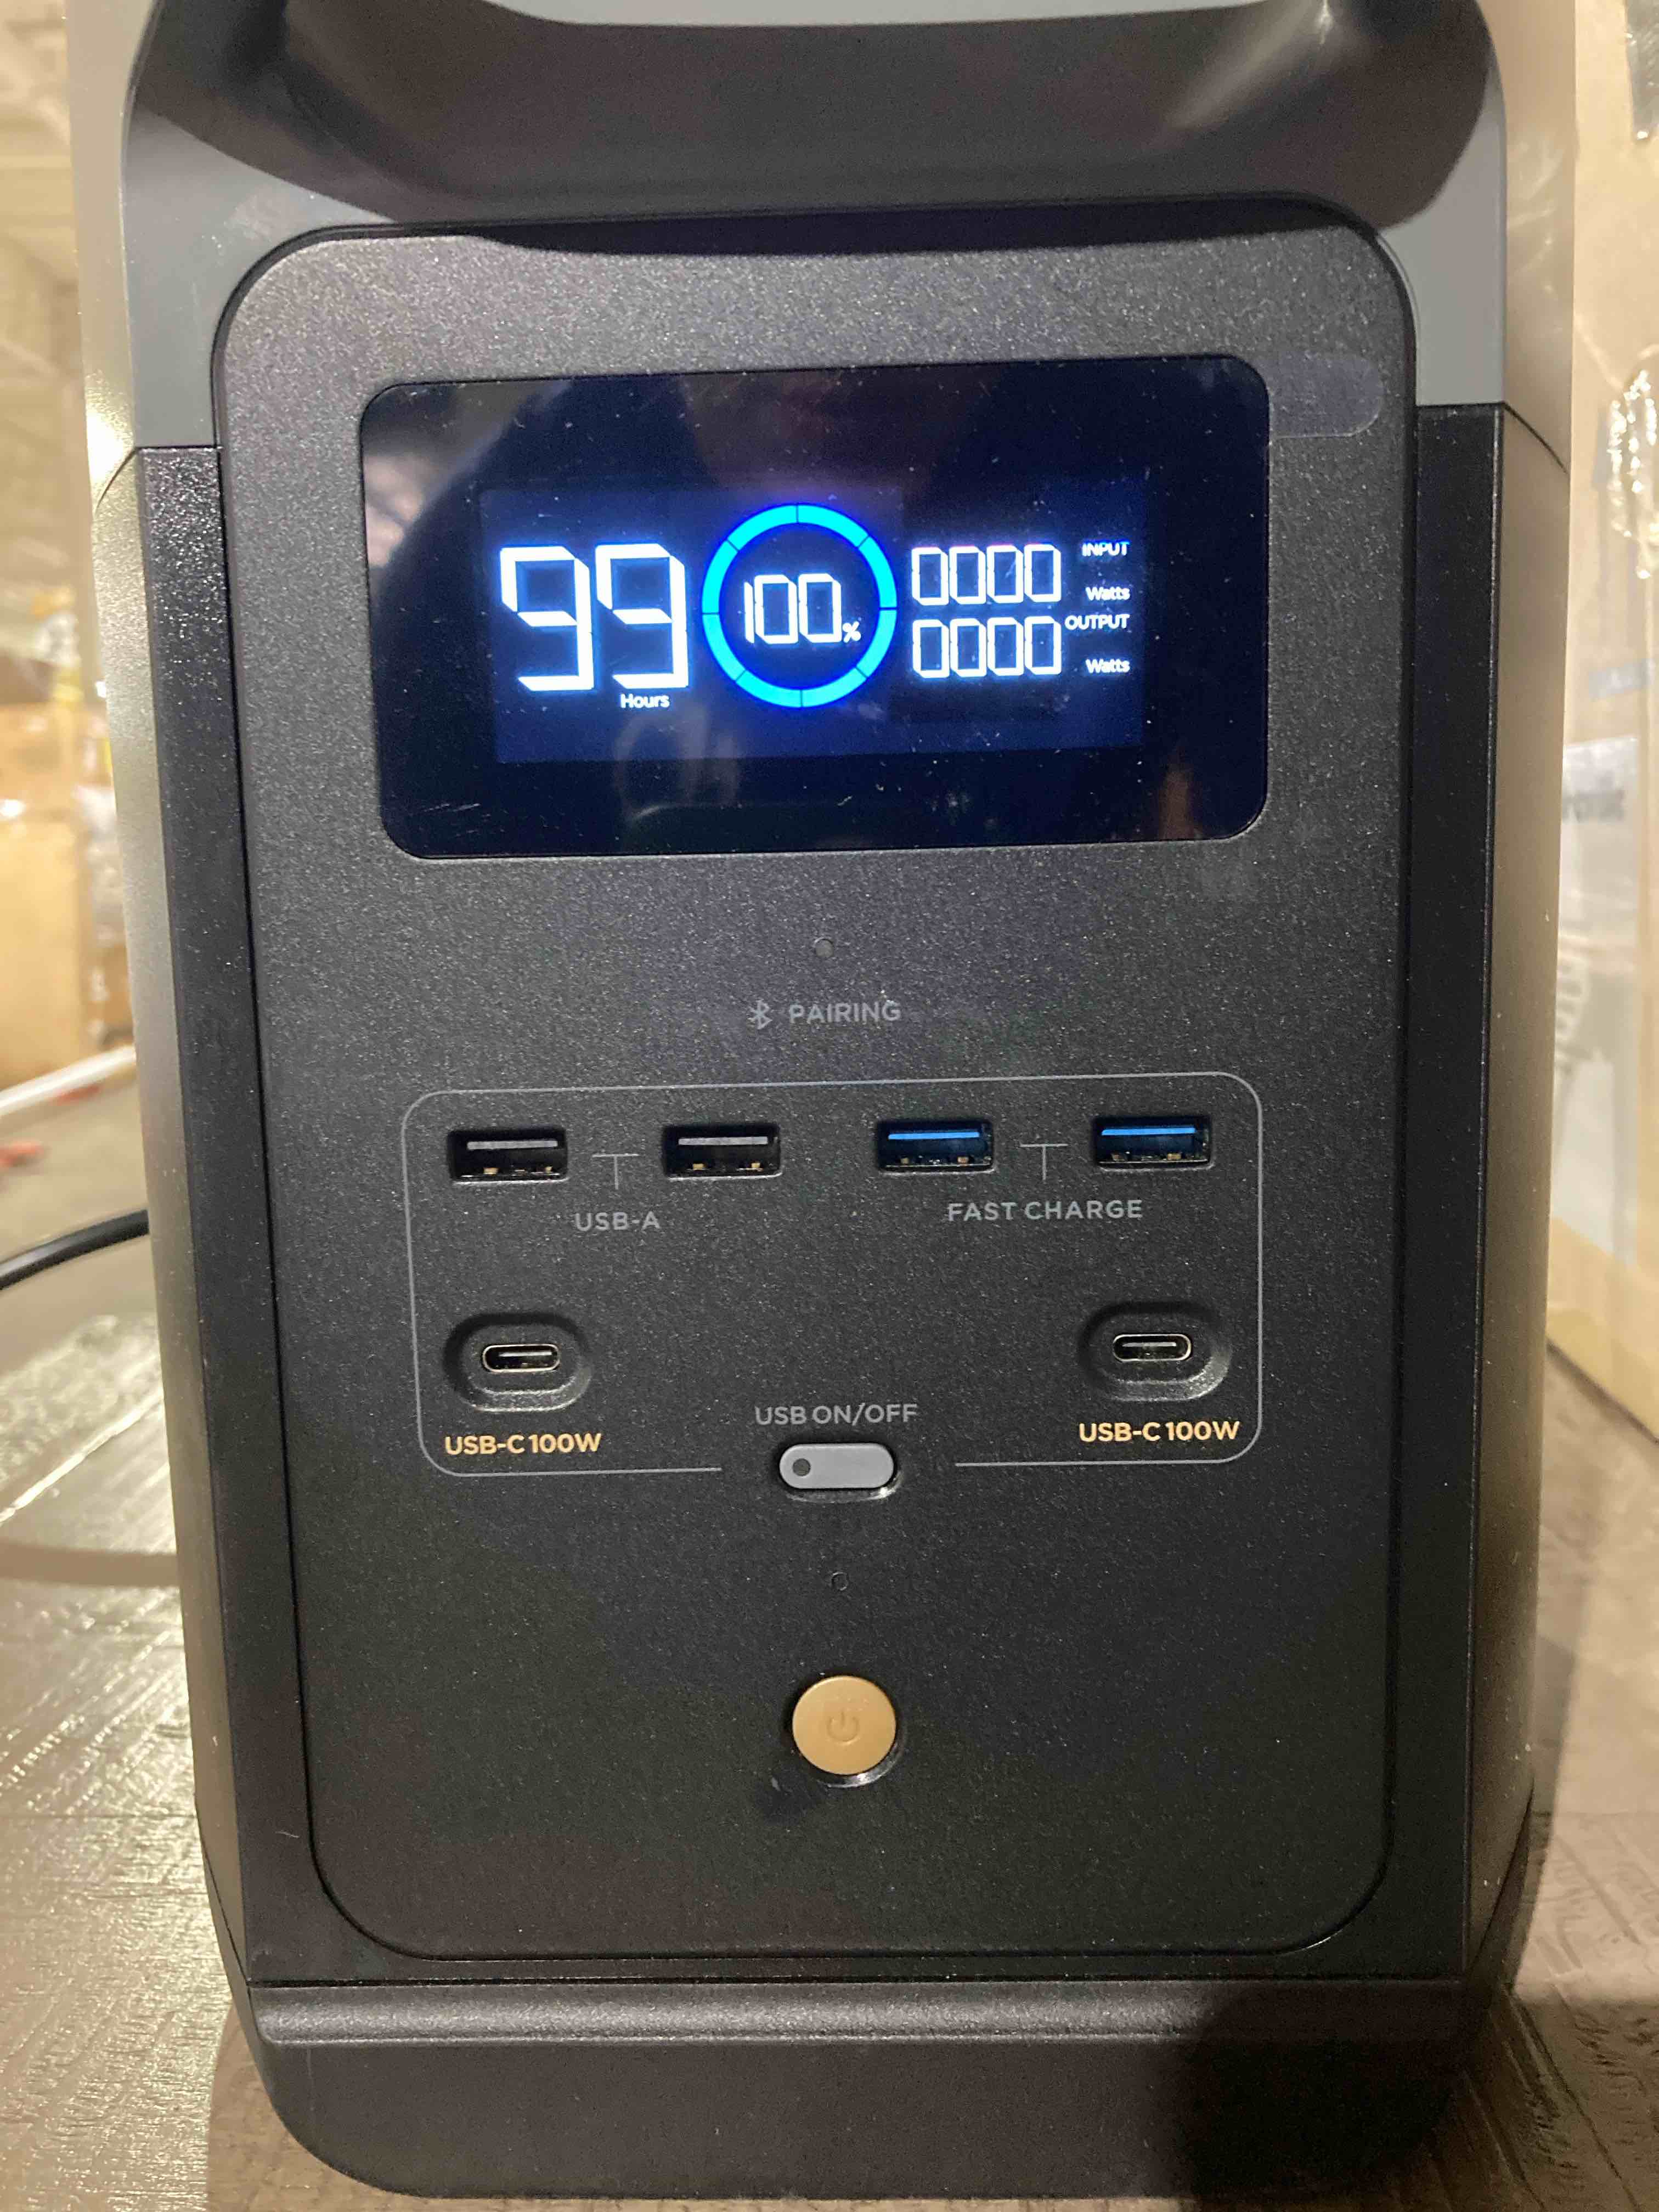 99
Hours
100%
0000 INPUT
Watts
0000 OUTPUT
Watts
PAIRING
USB-A
FAST CHARGE
USB-C 100W
USB ON/OFF
USB-C 100W